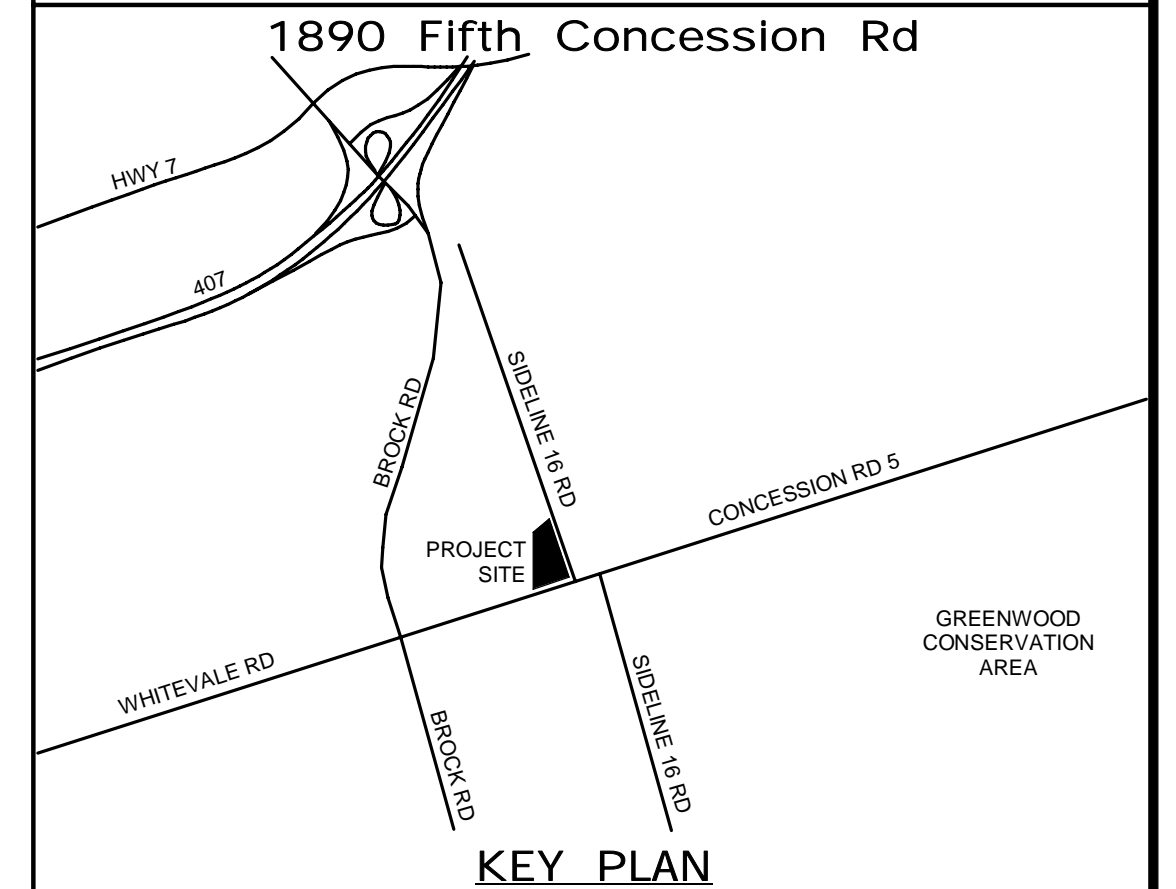 1890 Fifth Concession Rd
HWY 7
407
SIDELINE 16 RD
BROCK RD
CONCESSION RD 5
PROJECT
SITE
GREENWOOD
CONSERVATION
AREA
WHITEVALE RD
SIDELINE 16 RD
BROCK RD
KEY PLAN